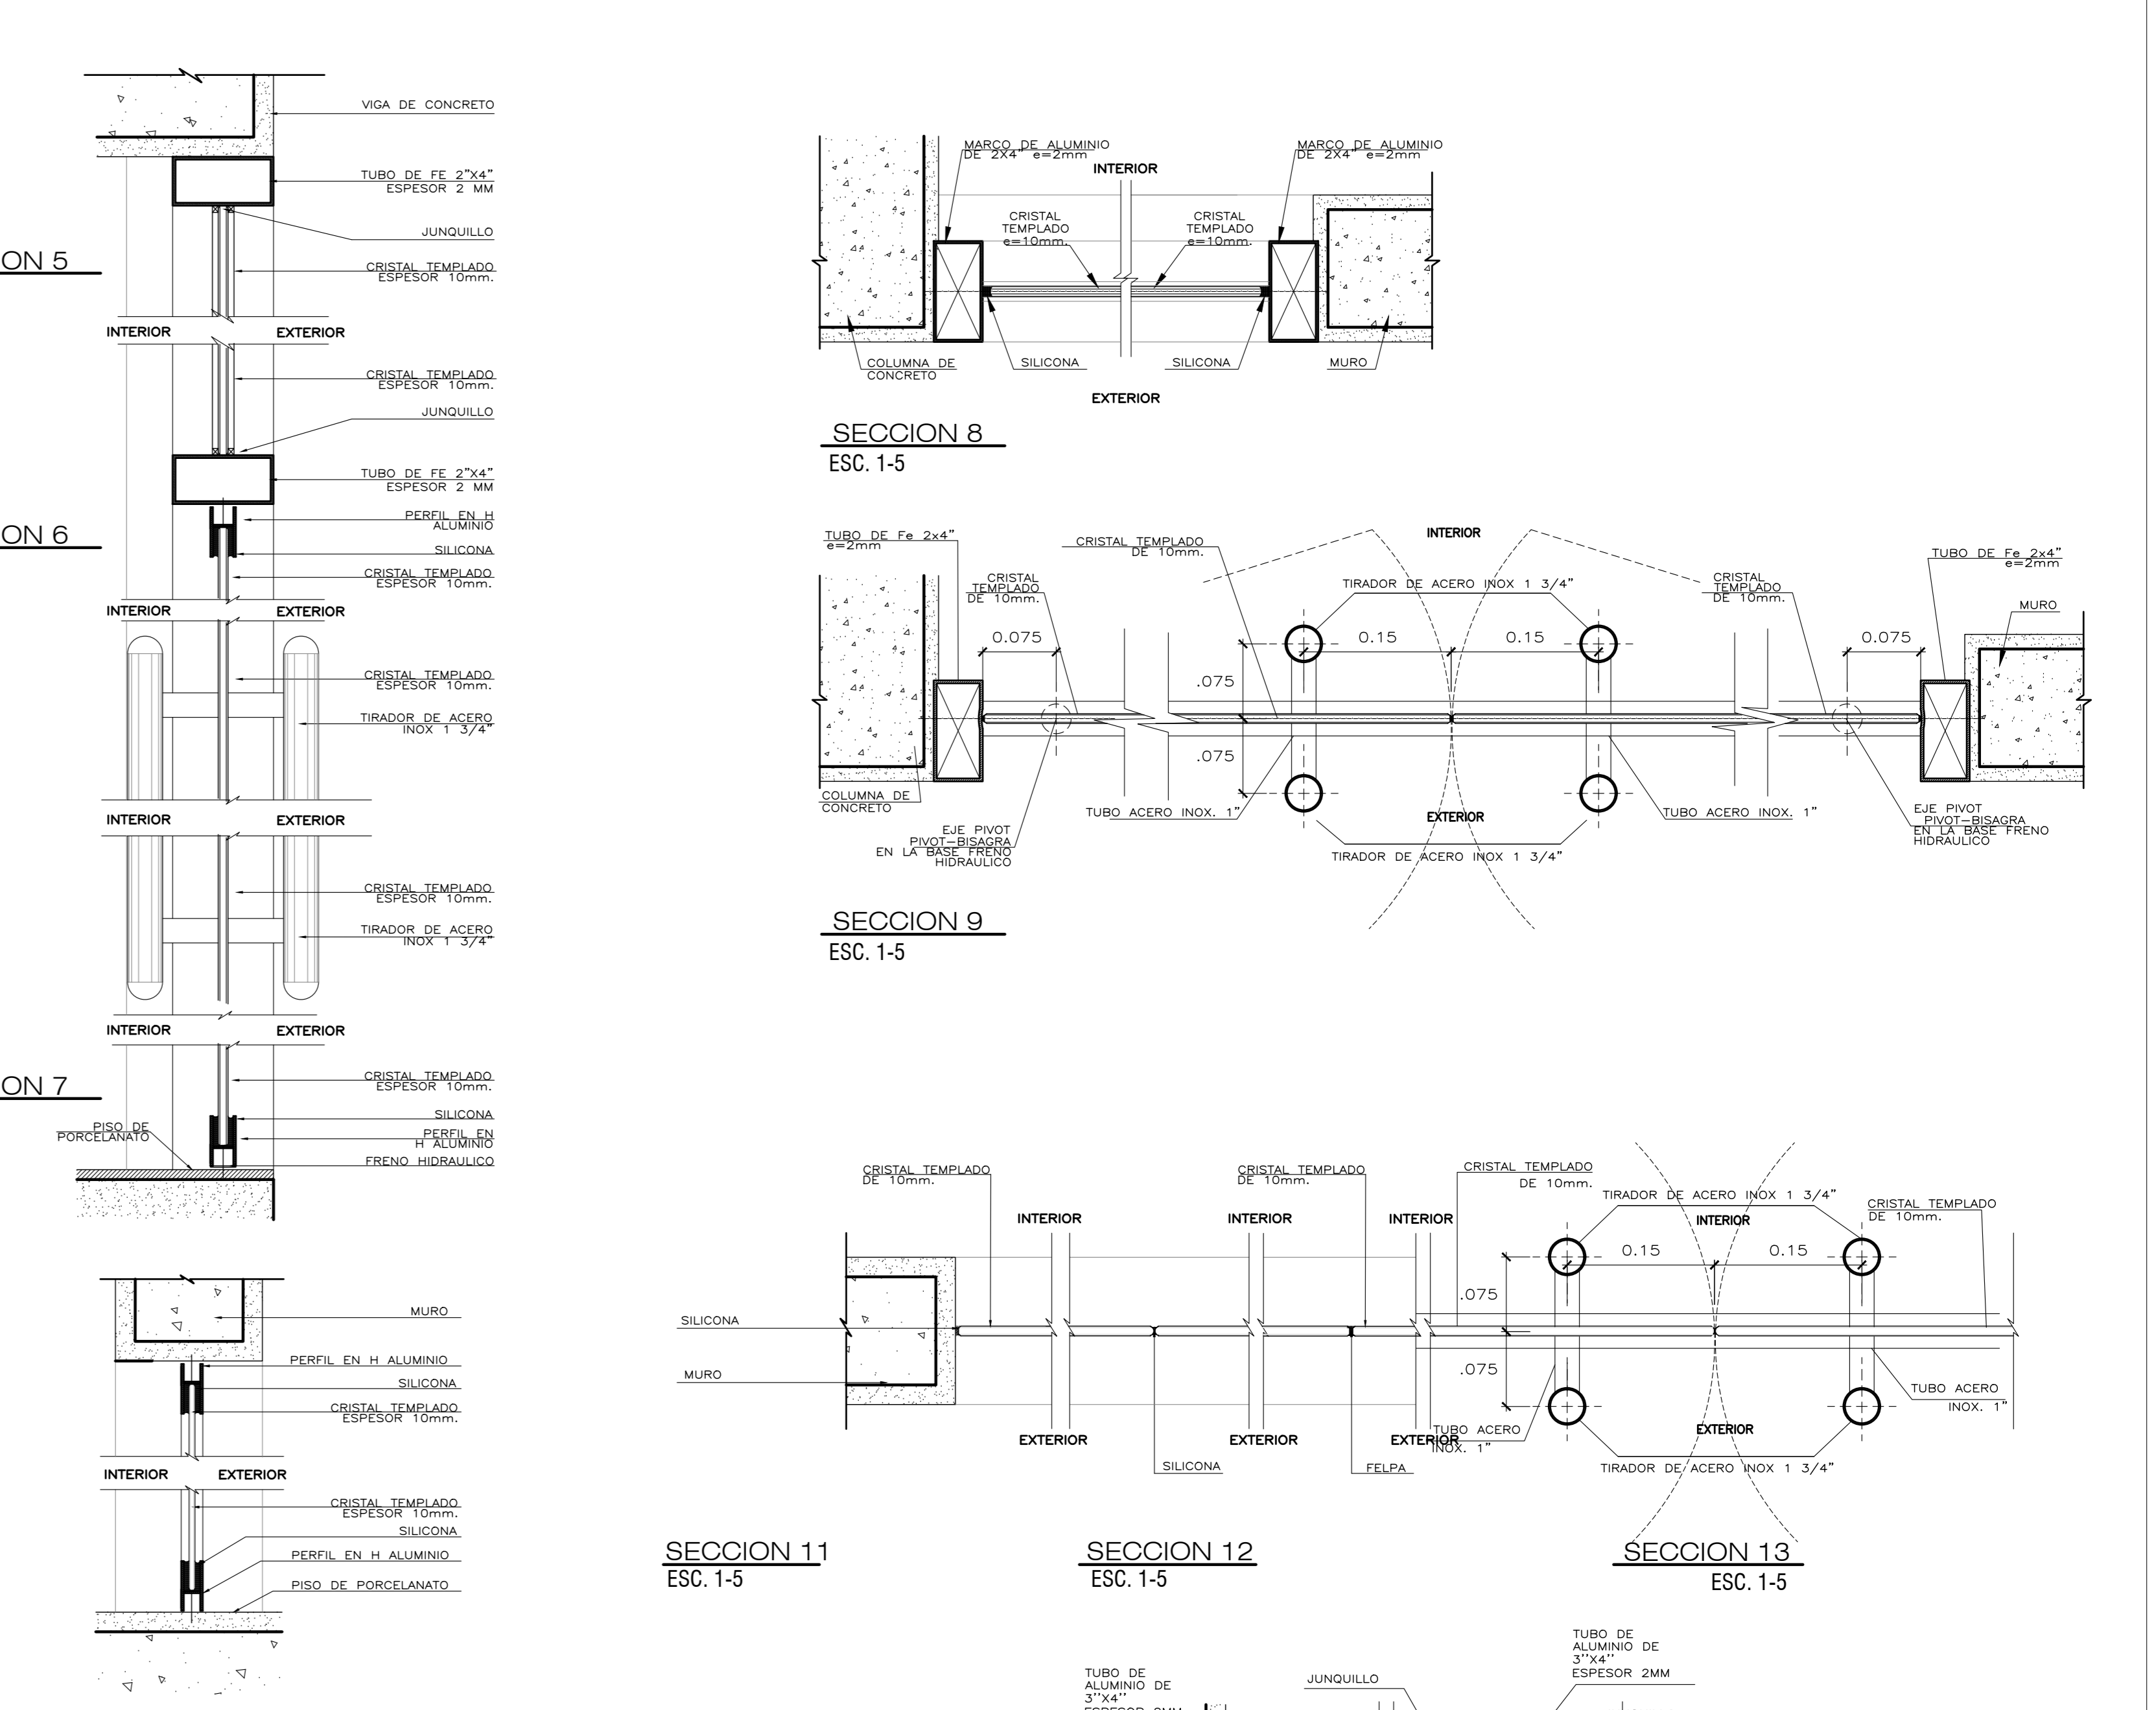 VIGA DE CONCRETO
TUBO DE FE 2"X4"
ESPESOR 2 MM
JUNQUILLO
ON 5
CRISTAL TEMPLADO
ESPESOR 10mm.
INTERIOR
EXTERIOR
CRISTAL TEMPLADO
ESPESOR 10mm.
JUNQUILLO
TUBO DE FE 2"X4"
ESPESOR 2 MM
PERFIL EN H
ALUMINIO
ON 6
SILICONA
CRISTAL TEMPLADO
ESPESOR 10mm.
INTERIOR
EXTERIOR
CRISTAL TEMPLADO
ESPESOR 10mm.
TIRADOR DE ACERO
INOX 1 3/4"
INTERIOR
EXTERIOR
CRISTAL TEMPLADO
ESPESOR 10mm.
TIRADOR DE ACERO
INOX 1 3/4"
INTERIOR
EXTERIOR
CRISTAL TEMPLADO
ESPESOR 10mm.
ON 7
SILICONA
PISO DE
PORCELANATO
PERFIL EN
H ALUMINIO
FRENO HIDRAULICO
MURO
PERFIL EN H ALUMINIO
SILICONA
CRISTAL TEMPLADO
ESPESOR 10mm.
INTERIOR
EXTERIOR
CRISTAL TEMPLADO
ESPESOR 10mm.
SILICONA
PERFIL EN H ALUMINIO
PISO DE PORCELANATO
MARCO DE ALUMINIO
DE 2X4" e=2mm
MARCO DE ALUMINIO
DE 2X4" e=2mm
INTERIOR
CRISTAL
TEMPLADO
e=10mm.
CRISTAL
TEMPLADO
e=10mm.
COLUMNA DE
CONCRETO
SILICONA
SILICONA
MURO
EXTERIOR
SECCION 8
ESC. 1-5
TUBO DE Fe 2x4"
e=2mm
CRISTAL TEMPLADO
DE 10mm.
INTERIOR
TUBO DE Fe 2x4"
e=2mm
CRISTAL
TEMPLADO
DE 10mm.
TIRADOR DE ACERO INOX 1 3/4"
CRISTAL
TEMPLADO
DE 10mm.
MURO
0.075
0.15
0.15
0.075
.075
.075
COLUMNA DE
CONCRETO
TUBO ACERO INOX. 1"
EXTERIOR
TUBO ACERO INOX. 1"
EJE PIVOT
PIVOT-BISAGRA
EN LA BASE FRENO
HIDRAULICO
EJE PIVOT
PIVOT-BISAGRA
EN LA BASE FRENO
HIDRAULICO
TIRADOR DE ACERO INOX 1 3/4"
SECCION 9
ESC. 1-5
CRISTAL TEMPLADO
DE 10mm.
CRISTAL TEMPLADO
DE 10mm.
CRISTAL TEMPLADO
DE 10mm.
TIRADOR DE ACERO INOX 1 3/4"
CRISTAL TEMPLADO
DE 10mm.
INTERIOR
INTERIOR
INTERIOR
INTERIOR
0.15
0.15
.075
SILICONA
.075
MURO
TUBO ACERO
INOX. 1"
TUBO ACERO
INOX. 1"
EXTERIOR
EXTERIOR
EXTERIOR
EXTERIOR
SILICONA
FELPA
TIRADOR DE ACERO INOX 1 3/4"
SECCION 11
ESC. 1-5
SECCION 12
ESC. 1-5
SECCION 13
ESC. 1-5
TUBO DE
ALUMINIO DE
3''X4''
ESPESOR 2MM
JUNQUILLO
TUBO DE
ALUMINIO DE
3''X4''
ESPESOR 2MM